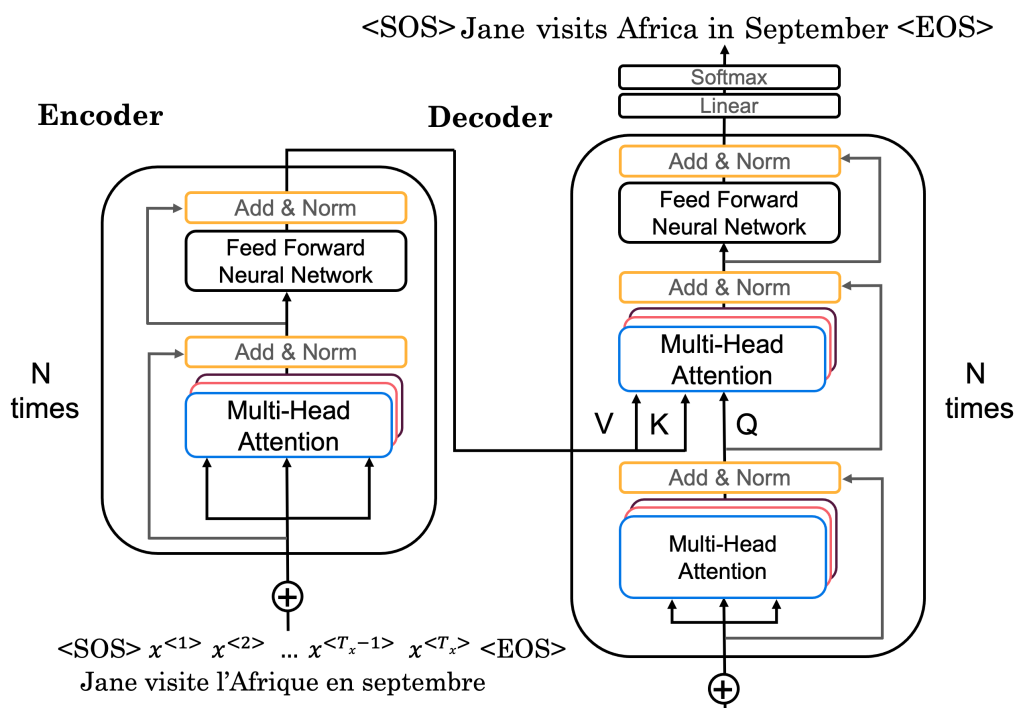 <SOS> Jane visits Africa in September <EOS>
Softmax
Linear
Encoder
Decoder
Add & Norm
Feed Forward
Neural Network
Add & Norm
Multi-Head
Attention
N
times
<SOS> x<1> x<2> ... x<Tx−1> x<Tx> <EOS>
Jane visite l’Afrique en septembre
Add & Norm
Feed Forward
Neural Network
Add & Norm
Multi-Head
Attention
V K Q
Add & Norm
Multi-Head
Attention
N
times